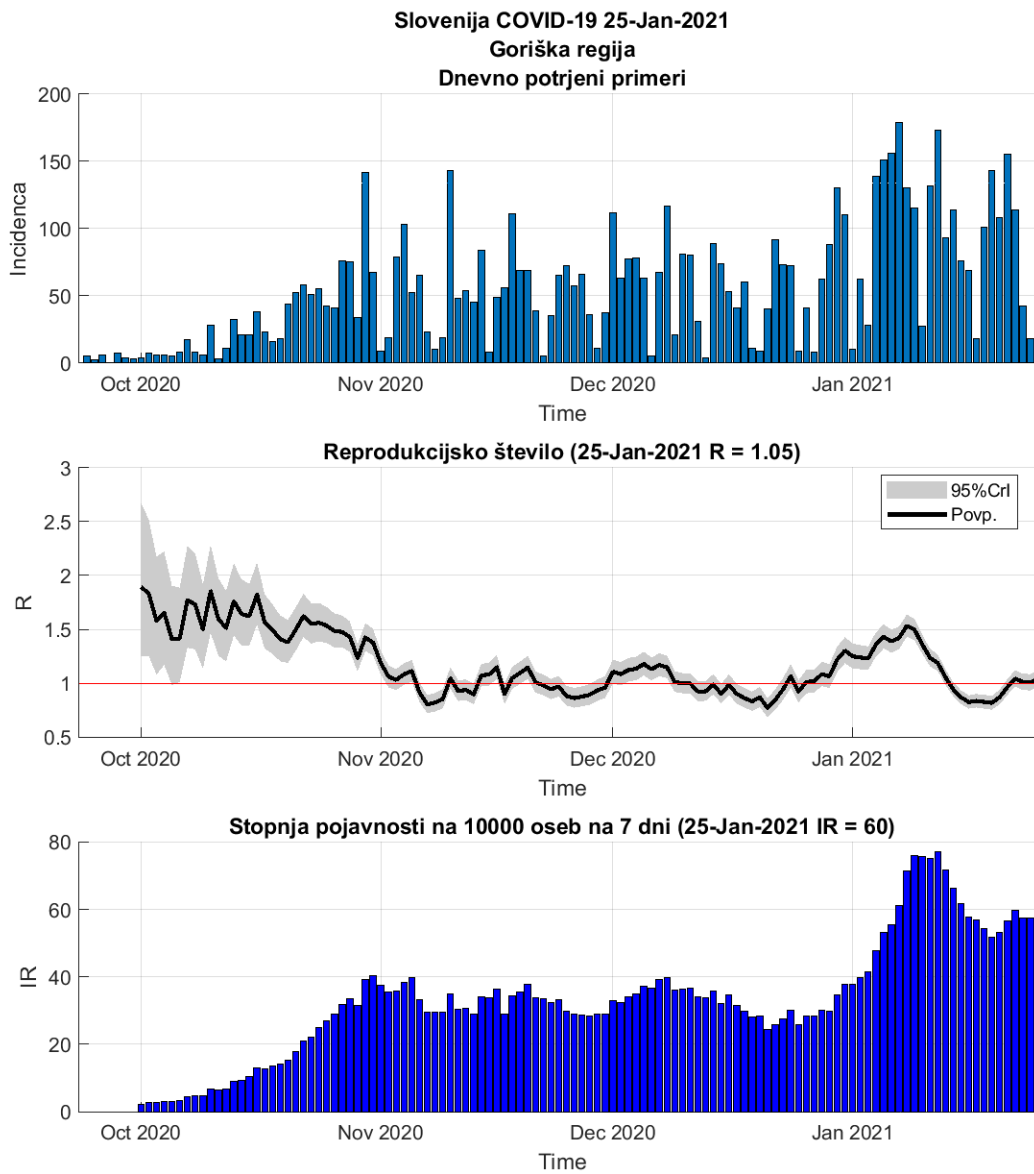 Slovenija COVID-19 25-Jan-2021
Goriška regija
Dnevno potrjeni primeri
200
150
100
50
0
Incidenca
Oct 2020 Nov 2020 Dec 2020 Jan 2021
Time
Reprodukcijsko število (25-Jan-2021 R = 1.05)
3
2.5
2
1.5
1
0.5
R
95%CrI
Povp.
Oct 2020 Nov 2020 Dec 2020 Jan 2021
Time
Stopnja pojavnosti na 10000 oseb na 7 dni (25-Jan-2021 IR = 60)
80
60
40
20
0
IR
Oct 2020 Nov 2020 Dec 2020 Jan 2021
Time